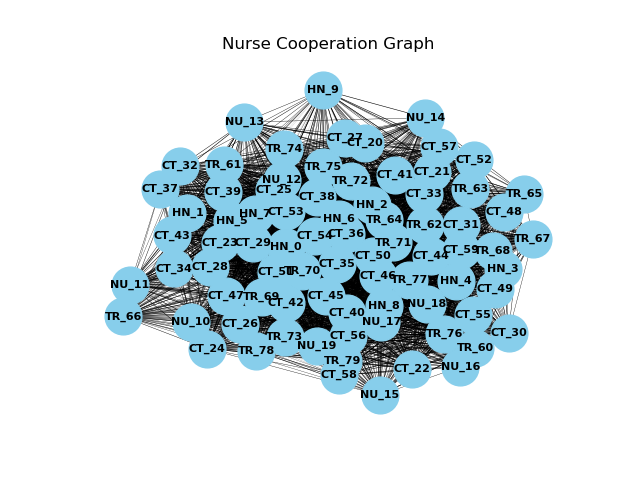 Nurse Cooperation Graph
HN_9
NU_14
NU_13
CT_27
CT_20
CT_57
TR_74
CT_52
TR_61
CT_32
TR_75
CT_21
CT_41
NU_12
TR_72
CT_37
CT_25
TR_63
CT_39
CT_33
TR_65
CT_38
HN_2
HN_1
HN_7
CT_53
CT_48
HN_6
TR_64
HN_5
TR_62
CT_31
CT_54
CT_36
CT_43
TR_67
CT_23
CT_29
TR_71
HN_0
CT_59
TR_68
CT_50
CT_44
CT_35
CT_28
CT_34
HN_3
TR_70
CT_46
TR_77
HN_4
NU_11
CT_49
CT_47
TR_69
CT_45
CT_42
NU_18
HN_8
CT_40
CT_55
TR_66
NU_10
NU_17
CT_26
CT_30
TR_76
CT_56
TR_73
NU_19
TR_60
CT_24
TR_78
TR_79
NU_16
CT_22
CT_58
NU_15